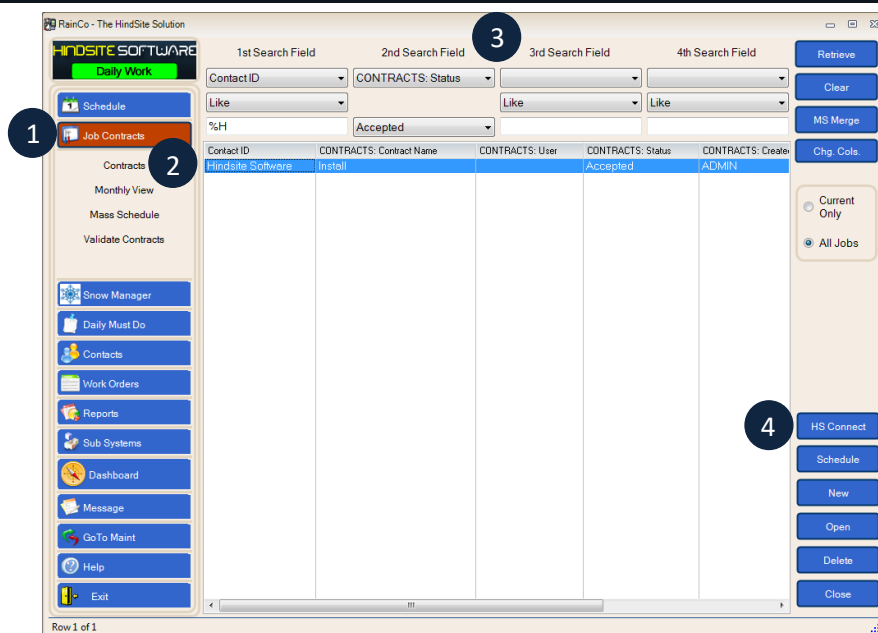 RainCo - The HindSite Solution
HINDSITE SOFTWARE
Daily Work
1st Search Field 2nd Search Field 3 3rd Search Field 4th Search Field
Contact ID CONTRACTS: Status
Like Like Like
%H Accepted
Retrieve
Clear
MS Merge
Chg. Cols.
Current Only
All Jobs
1
Schedule
Job Contracts
Contracts 2
Monthly View
Mass Schedule
Validate Contracts
Snow Manager
Daily Must Do
Contacts
Work Orders
Reports
Sub Systems
Dashboard
Message
GoTo Maint
Help
Exit
Contact ID CONTRACTS: Contract Name CONTRACTS: User CONTRACTS: Status CONTRACTS: Create
Hindsite Software Install Accepted ADMIN
4
HS Connect
Schedule
New
Open
Delete
Close
Row 1 of 1